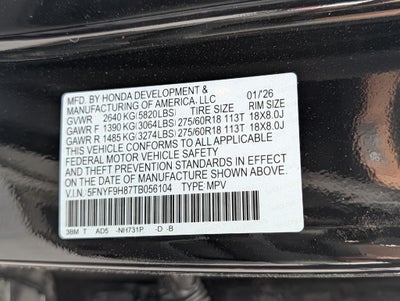 MFD. BY HONDA DEVELOPMENT &
MANUFACTURING OF AMERICA, LLC 01/'26
GVWR 2640 KG(5820LBS) TIRE SIZE RIM SIZE
GAWR F 1390 KG(3064LBS) 275/60R18 113T 18X8.0J
GAWR R 1485 KG(3274LBS) 275/60R18 113T 18X8.0J
THIS VEHICLE CONFORMS TO ALL APPLICABLE
FEDERAL MOTOR VEHICLE SAFETY AND
THEFT PREVENTION STANDARDS IN EFFECT ON
THE DATE OF MANUFACTURE SHOWN ABOVE.
V.I.N. 5FNYF9H87TB056104 TYPE MPV
3BM T AD5 -NH731P -D -B